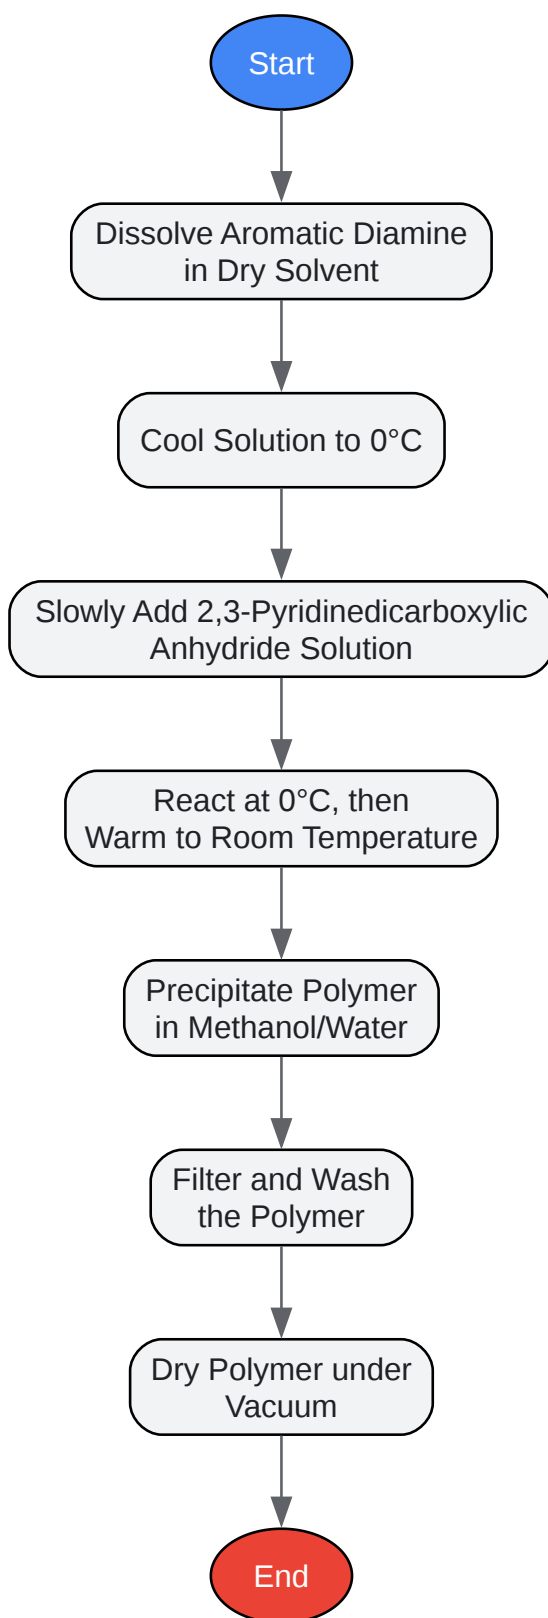 Start
Dissolve Aromatic Diamine
in Dry Solvent
Cool Solution to 0°C
Slowly Add 2,3-Pyridinedicarboxylic
Anhydride Solution
React at 0°C, then
Warm to Room Temperature
Precipitate Polymer
in Methanol/Water
Filter and Wash
the Polymer
Dry Polymer under
Vacuum
End